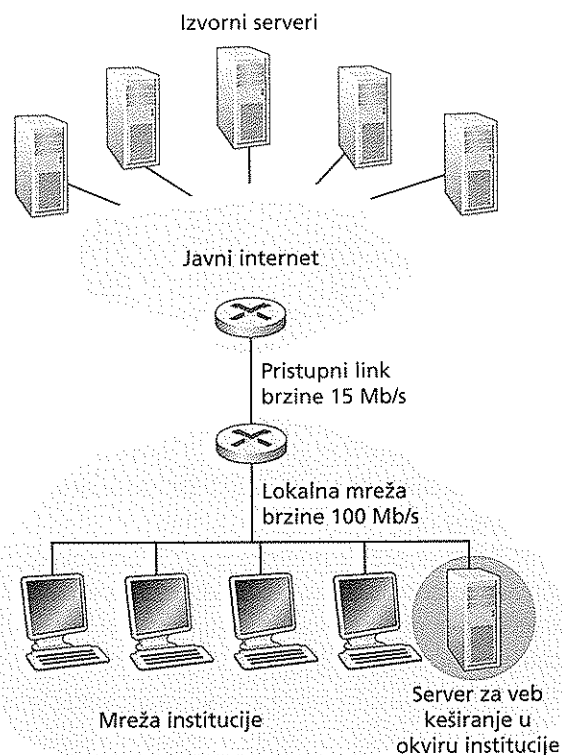 Izvorni serveri
Javni internet
Pristupni link
brzine 15 Mb/s
Lokalna mreža
brzine 100 Mb/s
Mreža institucije
Server za veb
keširanje u
okviru institucije